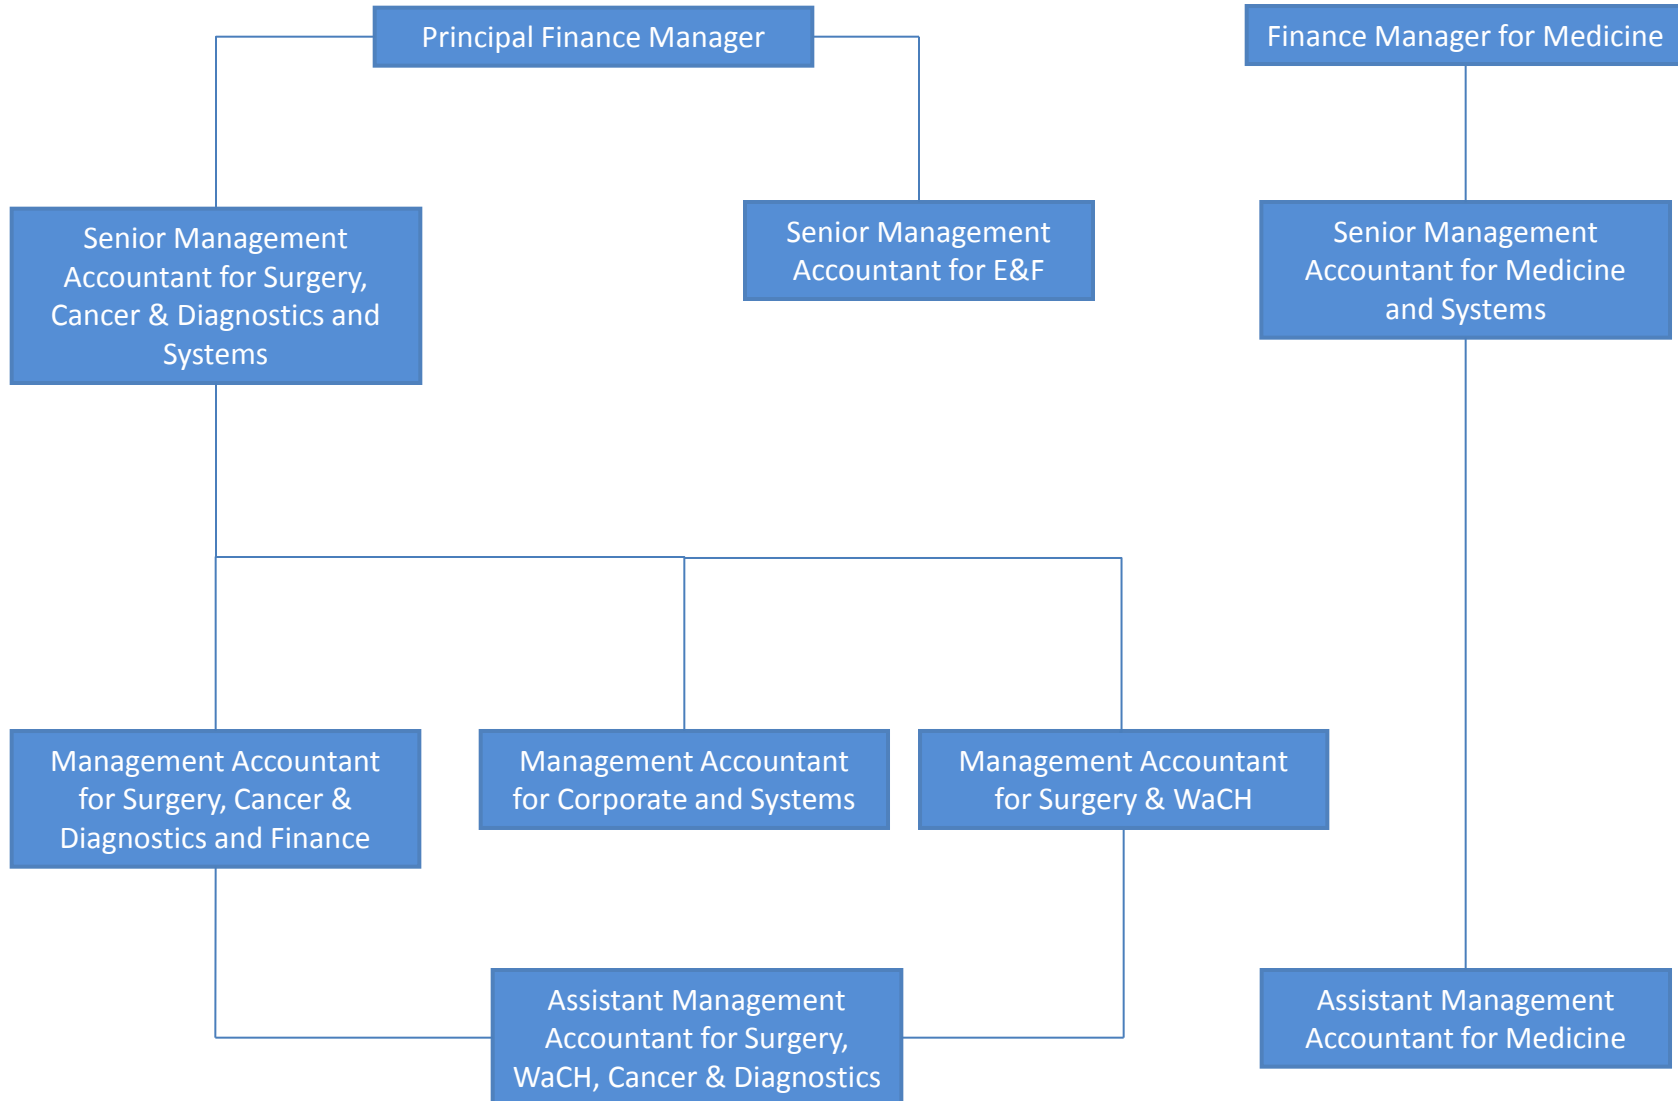 Principal Finance Manager
Finance Manager for Medicine
Senior Management
Accountant for Surgery,
Cancer & Diagnostics and
Systems
Senior Management
Accountant for E&F
Senior Management
Accountant for Medicine
and Systems
Management Accountant
for Surgery, Cancer &
Diagnostics and Finance
Management Accountant
for Corporate and Systems
Management Accountant
for Surgery & WaCH
Assistant Management
Accountant for Surgery,
WaCH, Cancer & Diagnostics
Assistant Management
Accountant for Medicine